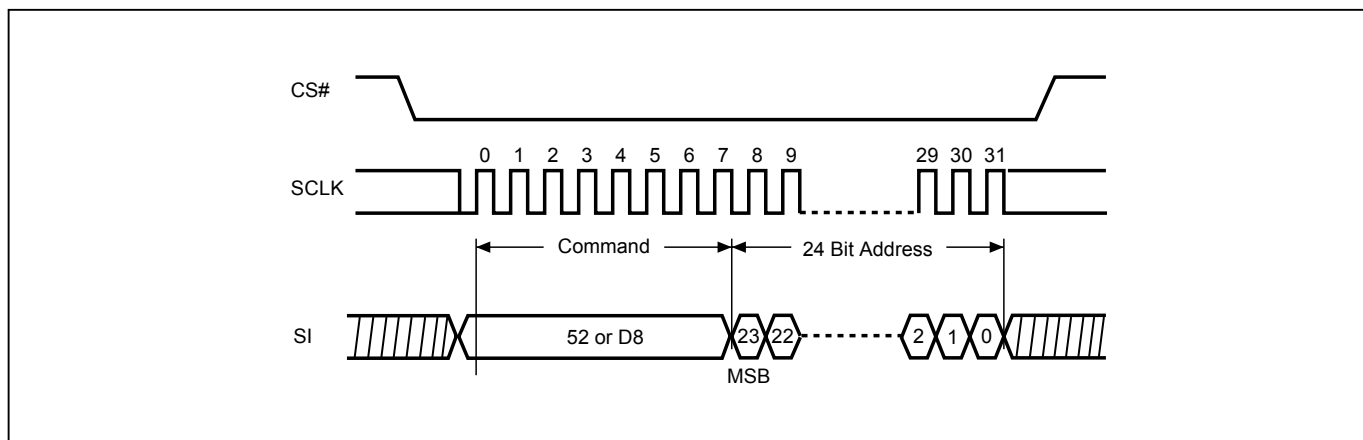 CS#
0 1 2 3 4 5 6 7 8 9 29 30 31
SCLK
Command 24 Bit Address
SI 52 or D8 23 22 2 1 0
MSB